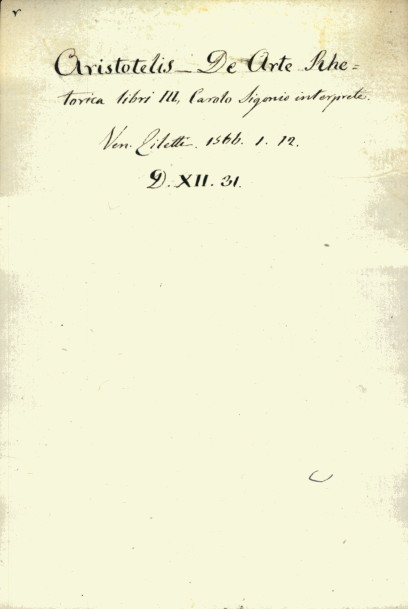 Aristotelis — De Arte Rhe=
torica libri III, Carolo Sigonio interprete.
Ven. Ziletti. 1566. 1. 12.
D. XII. 31.